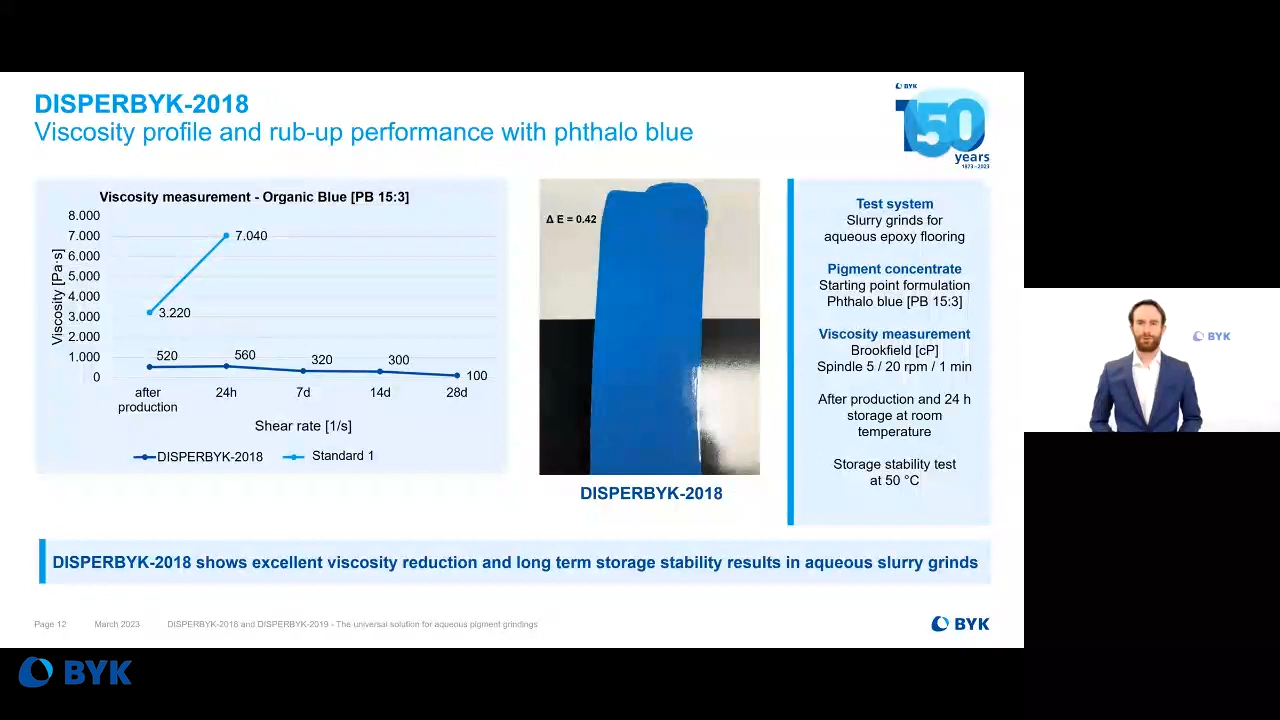 DISPERBYK-2018
Viscosity profile and rub-up performance with phthalo blue
BYK
150
years
1873–2023
Viscosity measurement - Organic Blue [PB 15:3]
Viscosity [Pa·s]
8.000
7.000
6.000
5.000
4.000
3.000
2.000
1.000
0
7.040
3.220
520
560
320
300
100
after
production
24h
7d
14d
28d
Shear rate [1/s]
DISPERBYK-2018
Standard 1
Δ E = 0.42
DISPERBYK-2018
Test system
Slurry grinds for
aqueous epoxy flooring
Pigment concentrate
Starting point formulation
Phthalo blue [PB 15:3]
Viscosity measurement
Brookfield [cP]
Spindle 5 / 20 rpm / 1 min
After production and 24 h
storage at room
temperature
Storage stability test
at 50 °C
BYK
DISPERBYK-2018 shows excellent viscosity reduction and long term storage stability results in aqueous slurry grinds
Page 12
March 2023
DISPERBYK-2018 and DISPERBYK-2019 - The universal solution for aqueous pigment grindings
BYK
BYK